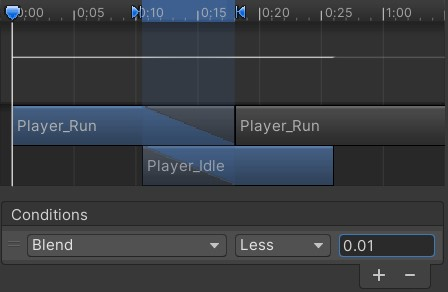 0:00 0:05 0:10 0:15 0:20 0:25 1:00
Player_Run Player_Run
Player_Idle
Conditions
Blend Less 0.01